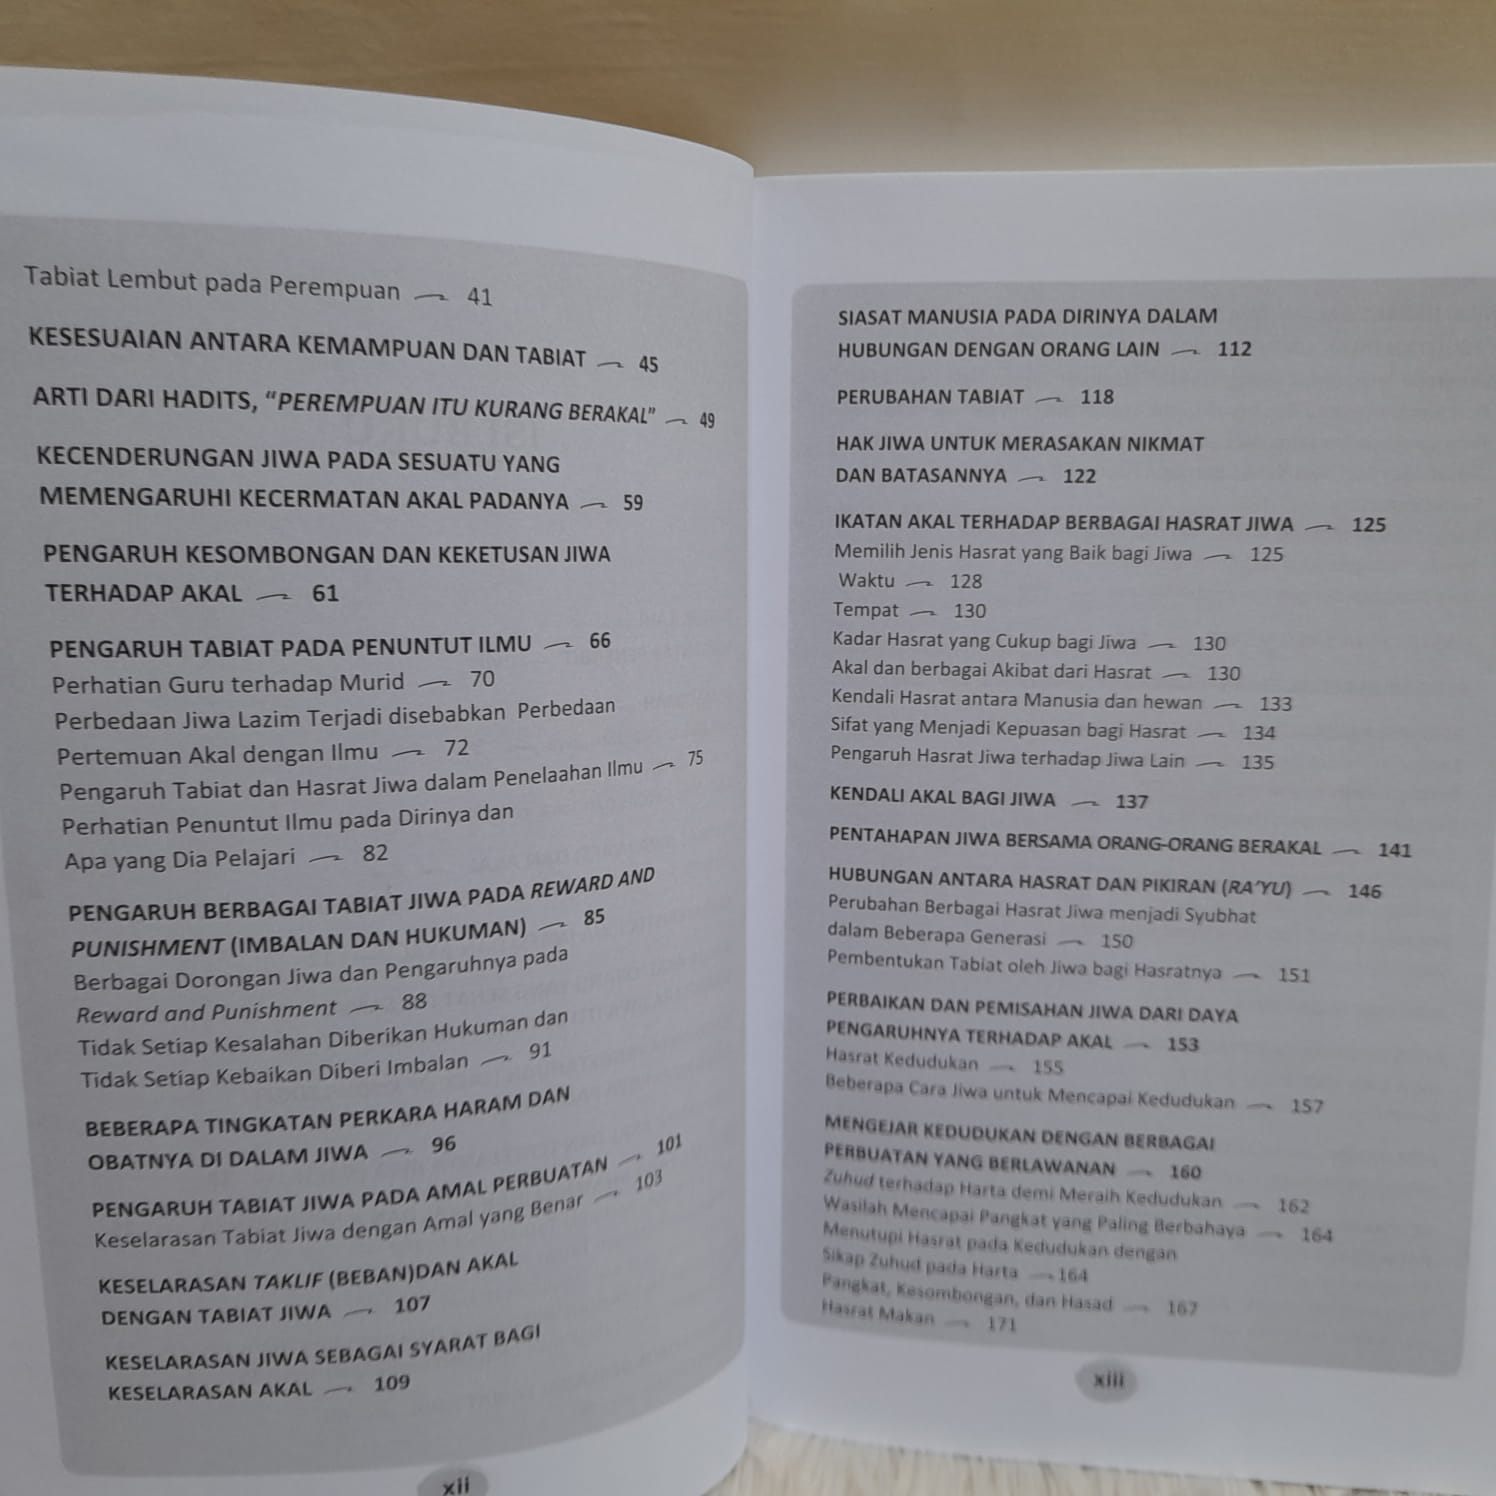 Tabiat Lembut pada Perempuan 41
KESESUAIAN ANTARA KEMAMPUAN DAN TABIAT 45
ARTI DARI HADITS, “PEREMPUAN ITU KURANG BERAKAL” 49
KECENDERUNGAN JIWA PADA SESUATU YANG
MEMENGARUHI KECERMATAN AKAL PADANYA 59
PENGARUH KESOMBONGAN DAN KEKETUSAN JIWA
TERHADAP AKAL 61
PENGARUH TABIAT PADA PENUNTUT ILMU 66
Perhatian Guru terhadap Murid 70
Perbedaan Jiwa Lazim Terjadi disebabkan Perbedaan
Pertemuan Akal dengan Ilmu 72
Pengaruh Tabiat dan Hasrat Jiwa dalam Penelaahan Ilmu 75
Perhatian Penuntut Ilmu pada Dirinya dan
Apa yang Dia Pelajari 82
PENGARUH BERBAGAI TABIAT JIWA PADA REWARD AND
PUNISHMENT (IMBALAN DAN HUKUMAN) 85
Berbagai Dorongan Jiwa dan Pengaruhnya pada
Reward and Punishment 88
Tidak Setiap Kesalahan Diberikan Hukuman dan
Tidak Setiap Kebaikan Diberi Imbalan 91
BEBERAPA TINGKATAN PERKARA HARAM DAN
OBATNYA DI DALAM JIWA 96
PENGARUH TABIAT JIWA PADA AMAL PERBUATAN 101
Keselarasan Tabiat Jiwa dengan Amal yang Benar 103
KESELARASAN TAKLIF (BEBAN)DAN AKAL
DENGAN TABIAT JIWA 107
KESELARASAN JIWA SEBAGAI SYARAT BAGI
KESELARASAN AKAL 109
xii
SIASAT MANUSIA PADA DIRINYA DALAM
HUBUNGAN DENGAN ORANG LAIN 112
PERUBAHAN TABIAT 118
HAK JIWA UNTUK MERASAKAN NIKMAT
DAN BATASANNYA 122
IKATAN AKAL TERHADAP BERBAGAI HASRAT JIWA 125
Memilih Jenis Hasrat yang Baik bagi Jiwa 125
Waktu 128
Tempat 130
Kadar Hasrat yang Cukup bagi Jiwa 130
Akal dan berbagai Akibat dari Hasrat 130
Kendali Hasrat antara Manusia dan hewan 133
Sifat yang Menjadi Kepuasan bagi Hasrat 134
Pengaruh Hasrat Jiwa terhadap Jiwa Lain 135
KENDALI AKAL BAGI JIWA 137
PENTAHAPAN JIWA BERSAMA ORANG-ORANG BERAKAL 141
HUBUNGAN ANTARA HASRAT DAN PIKIRAN (RA’YU) 146
Perubahan Berbagai Hasrat Jiwa menjadi Syubhat
dalam Beberapa Generasi 150
Pembentukan Tabiat oleh Jiwa bagi Hasratnya 151
PERBAIKAN DAN PEMISAHAN JIWA DARI DAYA
PENGARUHNYA TERHADAP AKAL 153
Hasrat Kedudukan 155
Beberapa Cara Jiwa untuk Mencapai Kedudukan 157
MENGEJAR KEDUDUKAN DENGAN BERBAGAI
PERBUATAN YANG BERLAWANAN 160
Zuhud terhadap Harta demi Meraih Kedudukan 162
Wasilah Mencapai Pangkat yang Paling Berbahaya 164
Menutupi Hasrat pada Kedudukan dengan
Sikap Zuhud pada Harta 164
Pangkat, Kesombongan, dan Hasad 167
Hasrat Makan 171
xiii